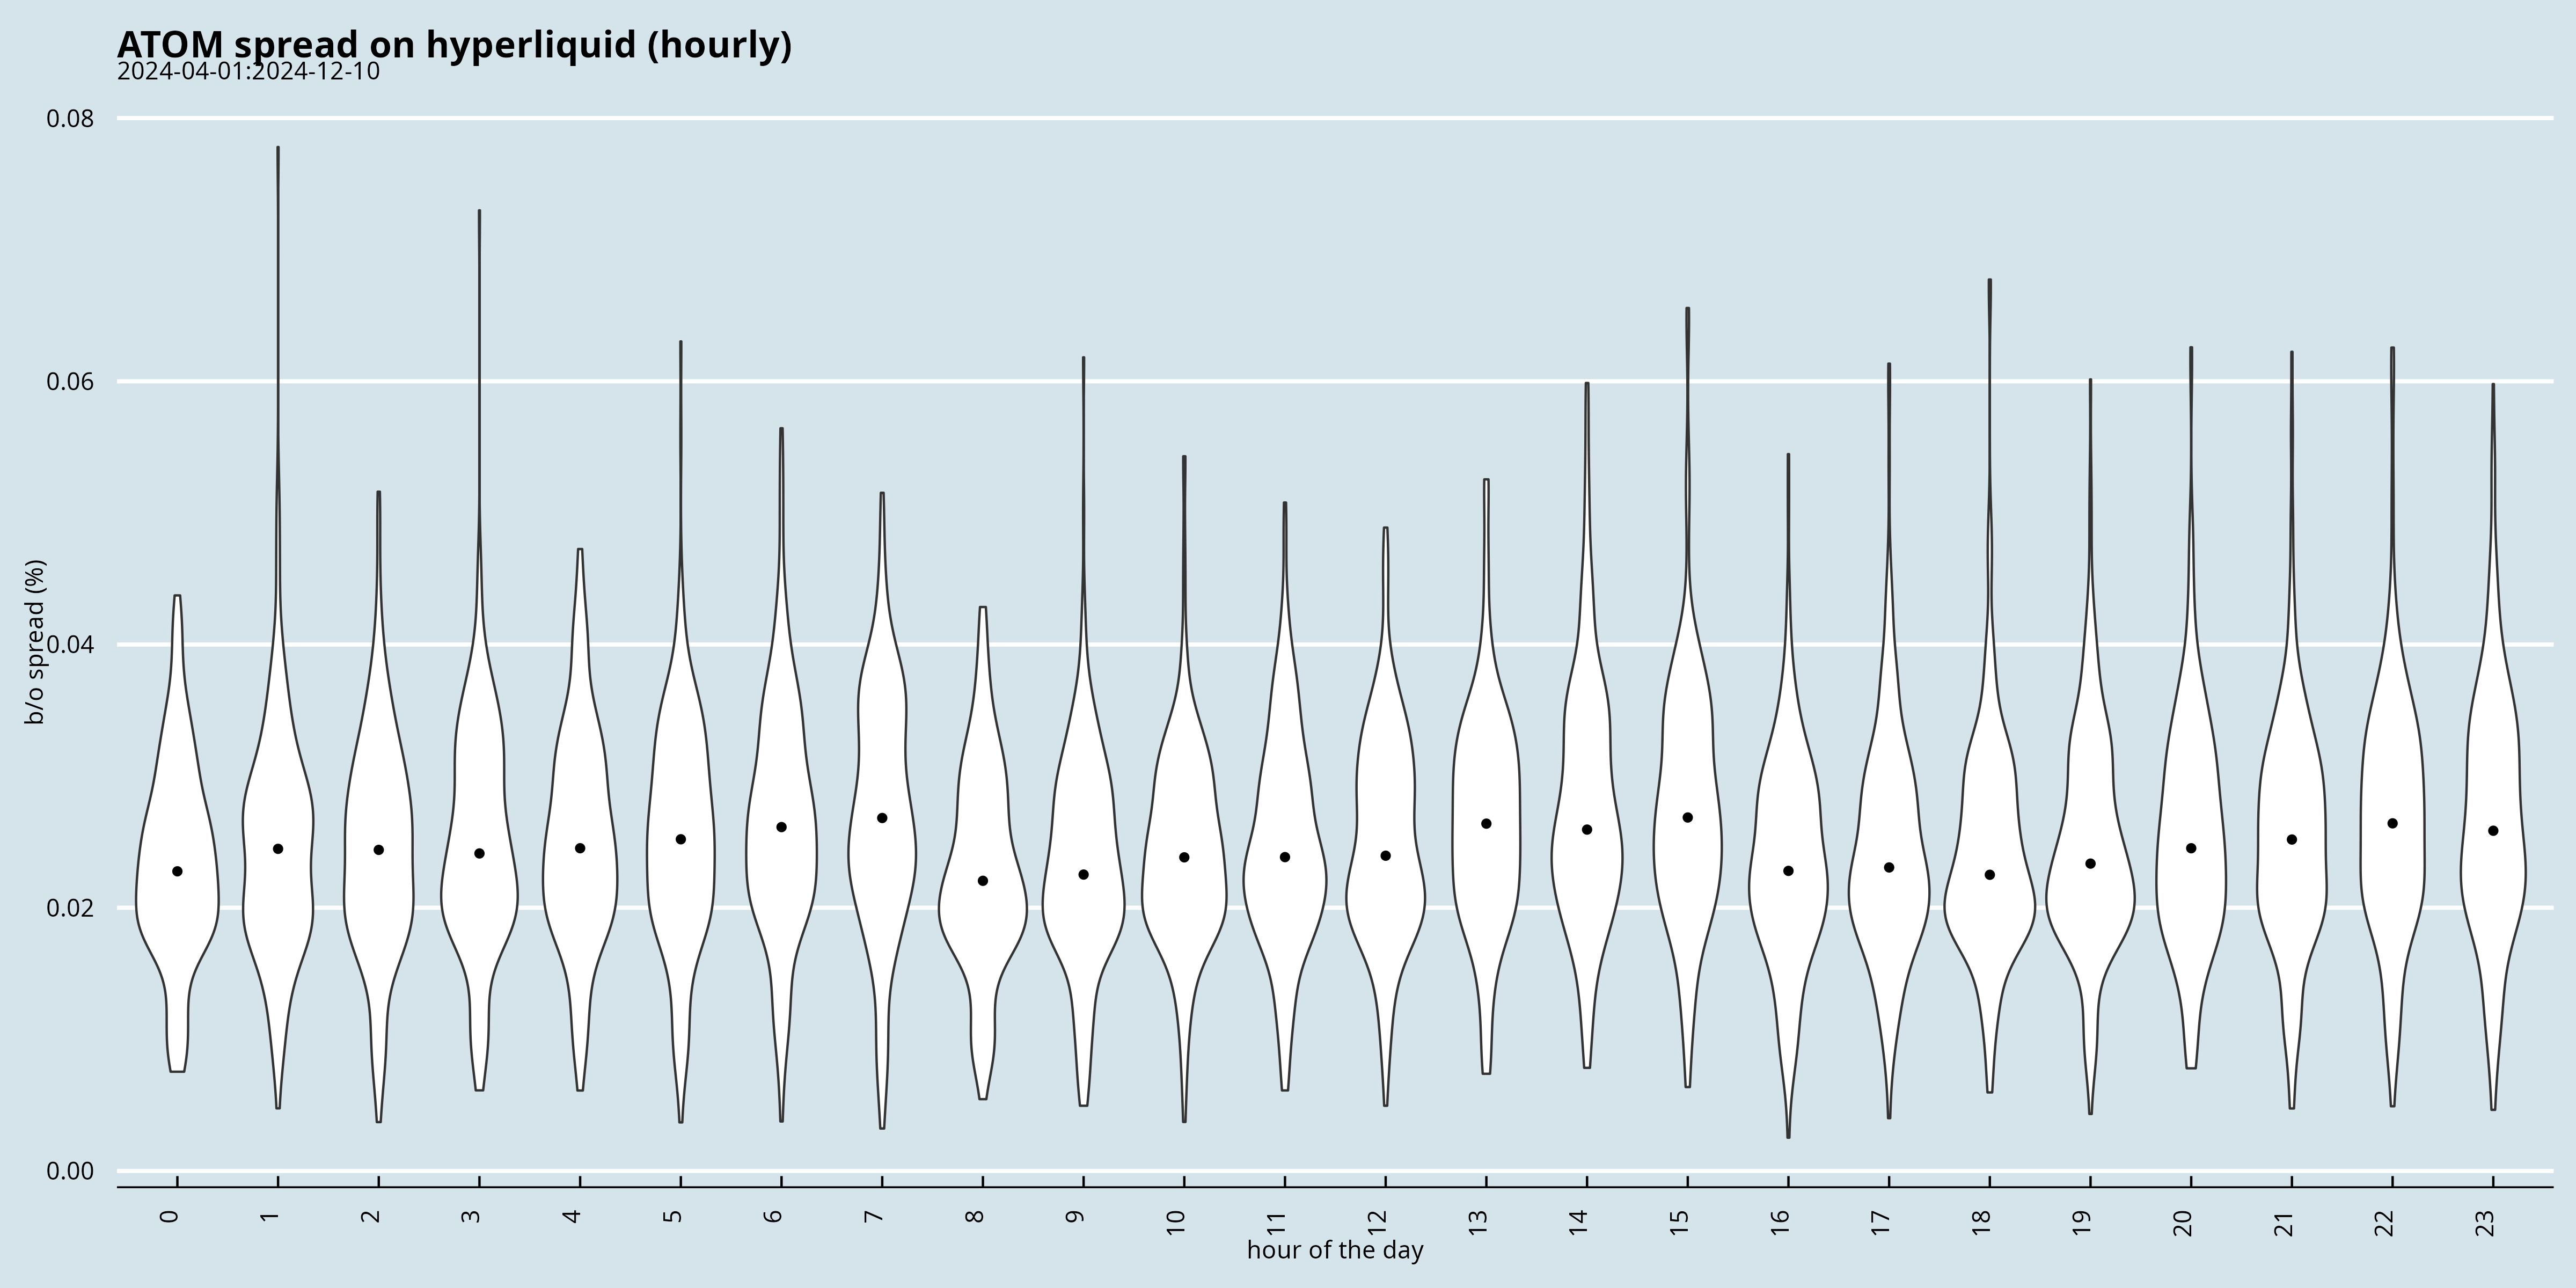 ATOM spread on hyperliquid (hourly)
2024-04-01:2024-12-10
0.08
0.06
0.04
0.02
0.00
b/o spread (%)
0 1 2 3 4 5 6 7 8 9 10 11 12 13 14 15 16 17 18 19 20 21 22 23
hour of the day